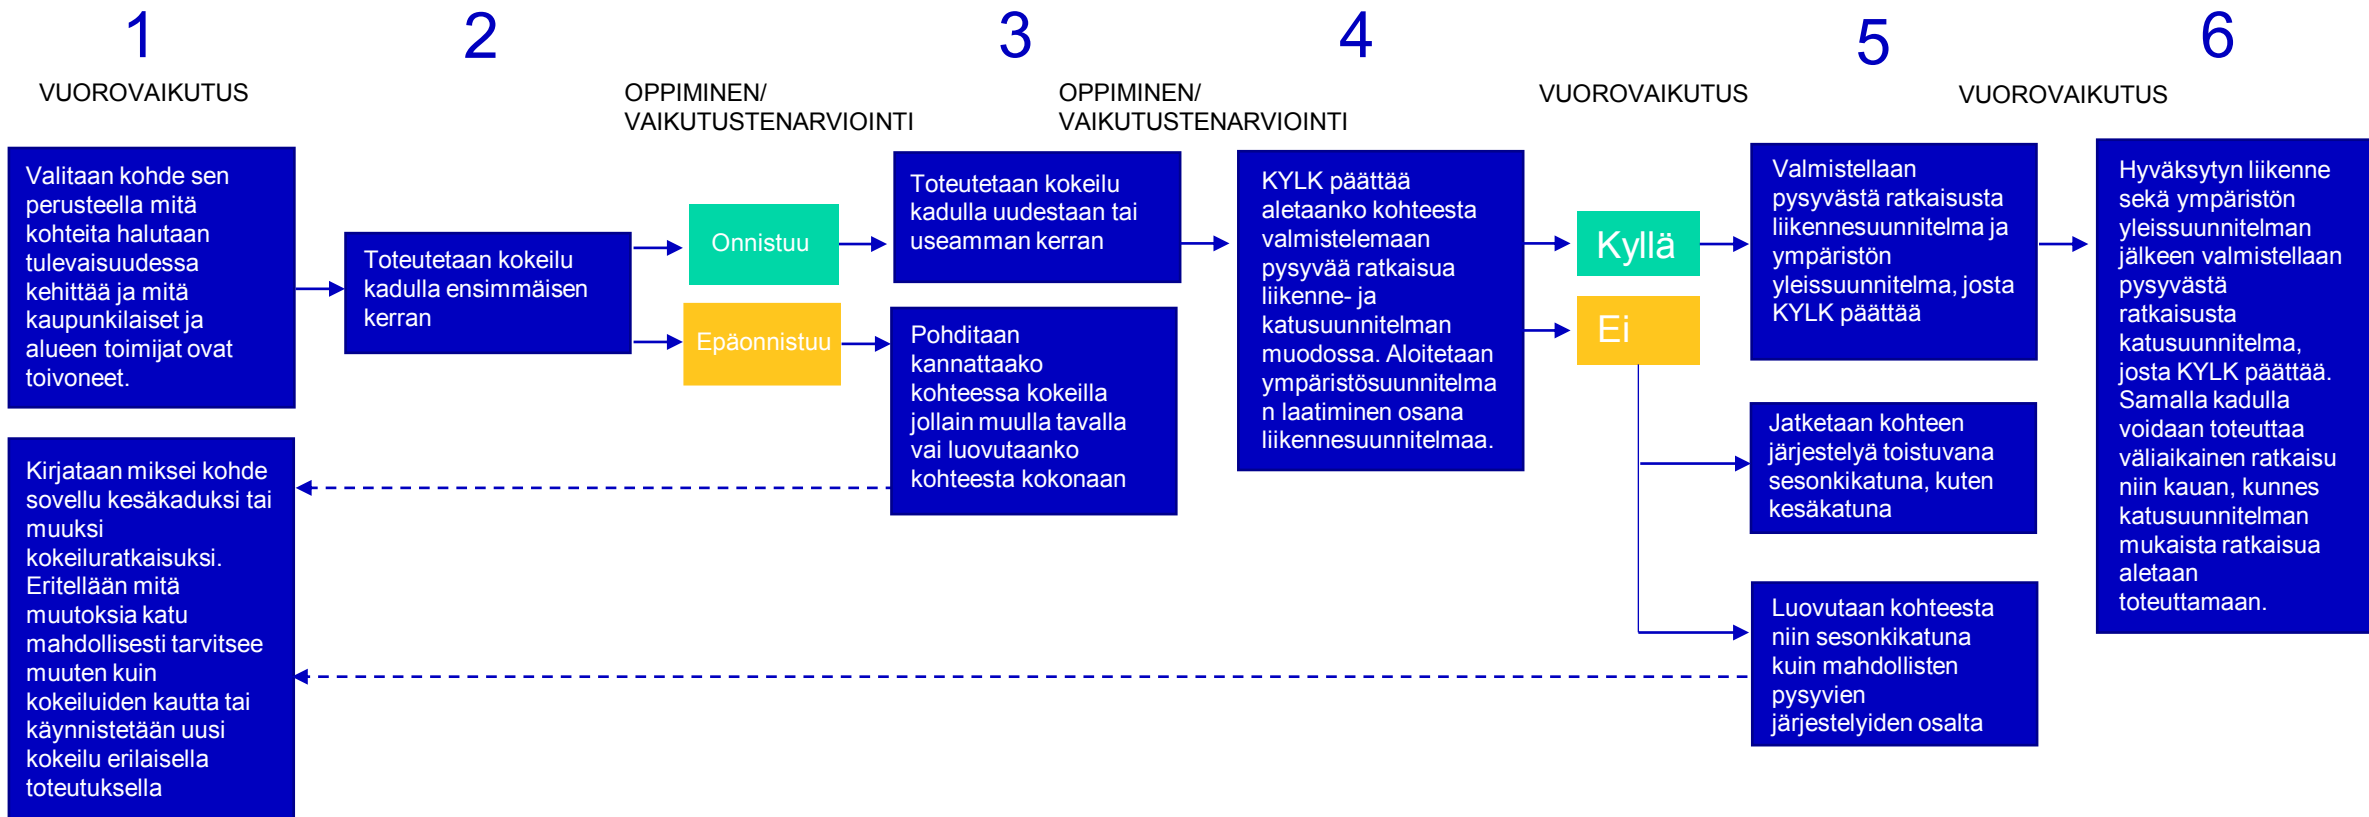 1
2
3
4
5
6
VUOROVAIKUTUS
OPPIMINEN/
VAIKUTUSTENARVIOINTI
OPPIMINEN/
VAIKUTUSTENARVIOINTI
VUOROVAIKUTUS
VUOROVAIKUTUS
Valitaan kohde sen
perusteella mitä
kohteita halutaan
tulevaisuudessa
kehittää ja mitä
kaupunkilaiset ja
alueen toimijat ovat
toivoneet.
Kirjataan miksei kohde
sovellu kesäkaduksi tai
muuksi
kokeiluratkaisuksi.
Eritellään mitä
muutoksia katu
mahdollisesti tarvitsee
muuten kuin
kokeiluiden kautta tai
käynnistetään uusi
kokeilu erilaisella
toteutuksella
Toteutetaan kokeilu
kadulla ensimmäisen
kerran
Onnistuu
Epäonnistuu
Toteutetaan kokeilu
kadulla uudestaan tai
useamman kerran
Pohditaan
kannattaako
kohteessa kokeilla
jollain muulla tavalla
vai luovutaanko
kohteesta kokonaan
KYLK päättää
aletaanko kohteesta
valmistelemaan
pysyvää ratkaisua
liikenne- ja
katusuunnitelman
muodossa. Aloitetaan
ympäristösuunnitelma
n laatiminen osana
liikennesuunnitelmaa.
Kyllä
Ei
Valmistellaan
pysyvästä ratkaisusta
liikennesuunnitelma ja
ympäristön
yleissuunnitelma, josta
KYLK päättää
Jatketaan kohteen
järjestelyä toistuvana
sesonkikatuna, kuten
kesäkatuna
Luovutaan kohteesta
niin sesonkikatuna
kuin mahdollisten
pysyvien
järjestelyiden osalta
Hyväksytyn liikenne
sekä ympäristön
yleissuunnitelman
jälkeen valmistellaan
pysyvästä
ratkaisusta
katusuunnitelma,
josta KYLK päättää.
Samalla kadulla
voidaan toteuttaa
väliaikainen ratkaisu
niin kauan, kunnes
katusuunnitelman
mukaista ratkaisua
aletaan
toteuttamaan.